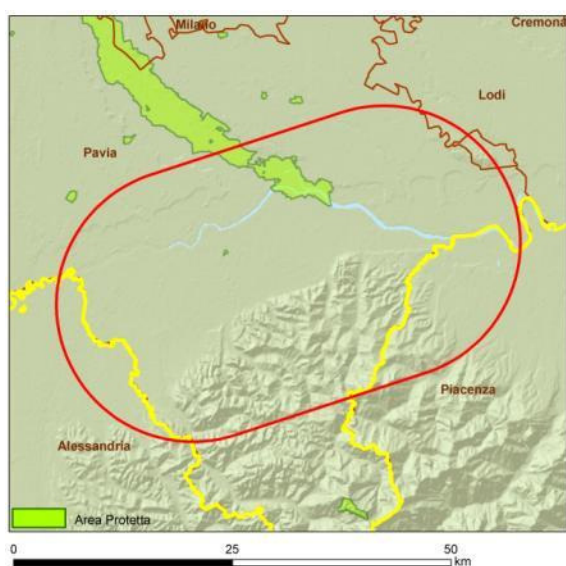 Milano
Cremona
Lodi
Pavia
Piacenza
Alessandria
Area Protetta
0 25 50
km